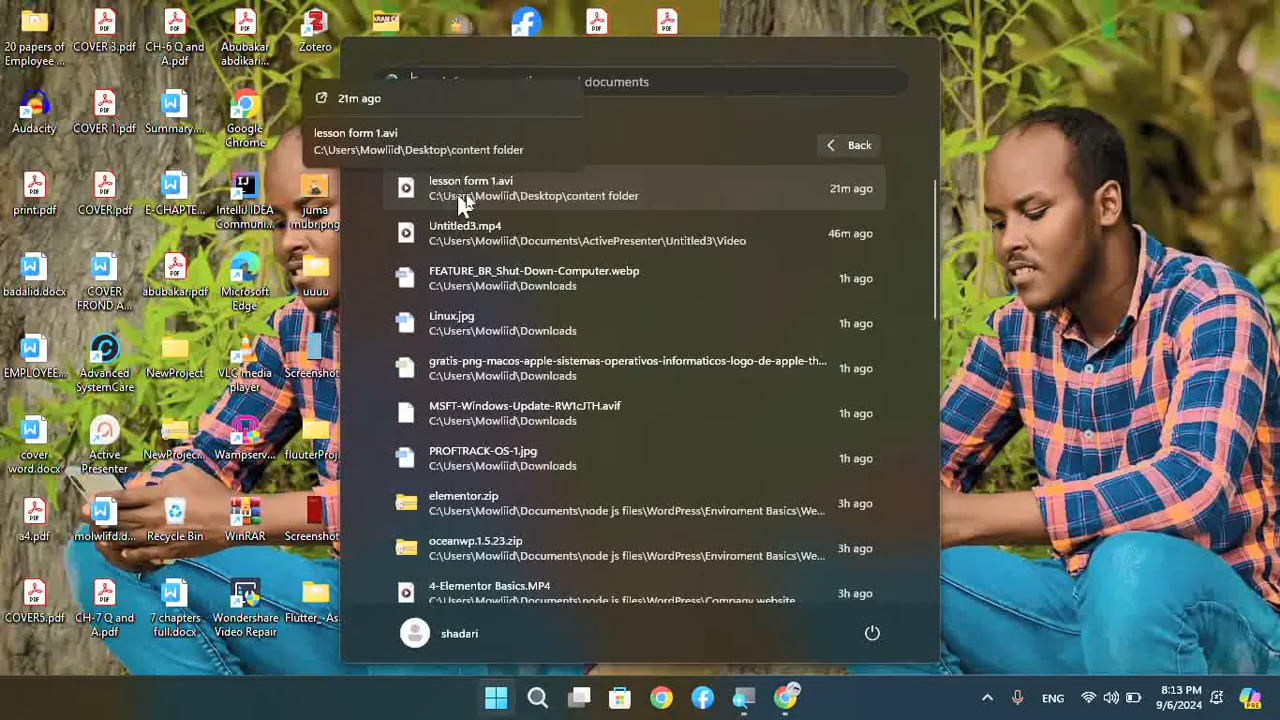 20 papers of
Employee ...
COVER 3.pdf
CH-6 Q and
A.pdf
Abubakar
abdikari...
Zotero
documents
21m ago
lesson form 1.avi
C:\Users\Mowliid\Desktop\content folder
Back
Audacity
COVER 1.pdf
Summary...
Google
Chrome
lesson form 1.avi
C:\Users\Mowliid\Desktop\content folder
21m ago
Untitled3.mp4
C:\Users\Mowliid\Documents\ActivePresenter\Untitled3\Video
46m ago
print.pdf
COVER.pdf
E-CHAPTE...
IntelliJ IDEA
Communi...
juma
mubr.png
FEATURE_BR_Shut-Down-Computer.webp
C:\Users\Mowliid\Downloads
1h ago
badalid.docx
COVER
FROND A...
abubakar.pdf
Microsoft
Edge
uuuu
Linux.jpg
C:\Users\Mowliid\Downloads
1h ago
gratis-png-macos-apple-sistemas-operativos-informaticos-logo-de-apple-th...
C:\Users\Mowliid\Downloads
1h ago
EMPLOYEE...
Advanced
SystemCare
NewProject
VLC media
player
Screenshot
MSFT-Windows-Update-RW1cJTH.avif
C:\Users\Mowliid\Downloads
1h ago
cover
word.docx
Active
Presenter
NewProjec...
Wampserv...
fluuterProj
PROFTRACK-OS-1.jpg
C:\Users\Mowliid\Downloads
1h ago
elementor.zip
C:\Users\Mowliid\Documents\node js files\WordPress\Enviroment Basics\We...
3h ago
a4.pdf
molwlifd.d...
Recycle Bin
WinRAR
Screenshot
oceanwp.1.5.23.zip
C:\Users\Mowliid\Documents\node js files\WordPress\Enviroment Basics\We...
3h ago
4-Elementor Basics.MP4
C:\Users\Mowliid\Documents\node js files\WordPress\Company website
3h ago
COVER5.pdf
CH-7 Q and
A.pdf
7 chapters
full.docx
Wondershare
Video Repair
Flutter_-As
shadari
ENG
8:13 PM
9/6/2024
PRE